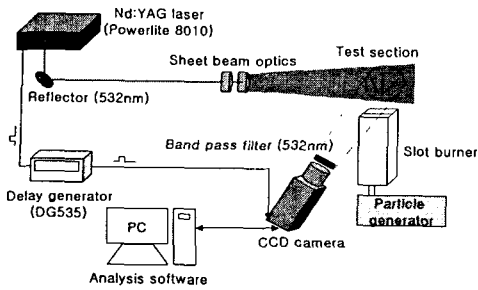 Nd:YAG laser
(Powerlite 8010)
Sheet beam optics
Test section
Reflector (532nm)
Band pass filter (532nm)
Slot burner
Delay generator
(DG535)
Particle
generator
PC
CCD camera
Analysis software